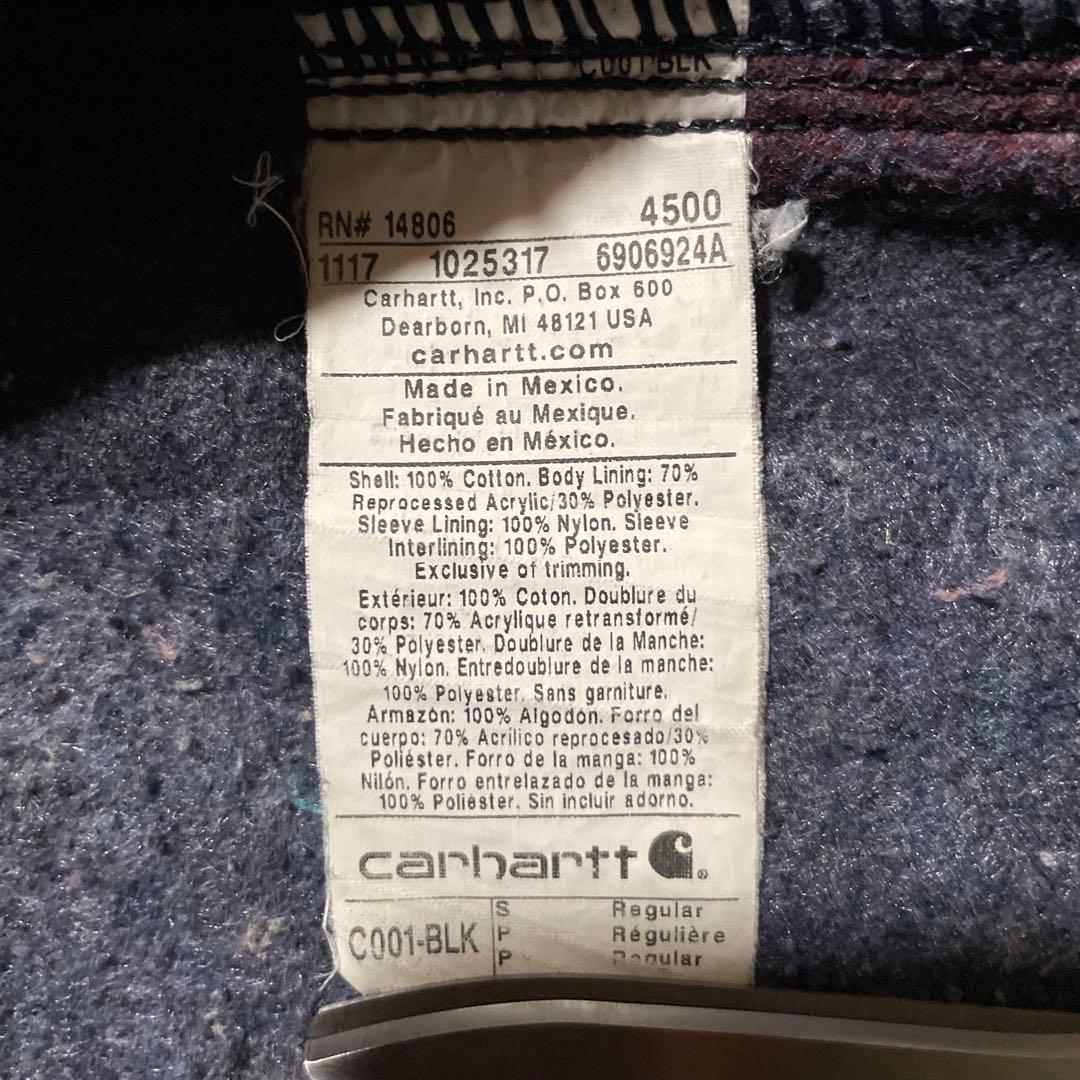 C001-BLK
RN# 14806 4500
1117 1025317 6906924A
Carhartt, Inc. P.O. Box 600
Dearborn, MI 48121 USA
carhartt.com
Made in Mexico.
Fabriqué au Mexique.
Hecho en México.
Shell: 100% Cotton. Body Lining: 70%
Reprocessed Acrylic/30% Polyester.
Sleeve Lining: 100% Nylon. Sleeve
Interlining: 100% Polyester.
Exclusive of trimming.
Extérieur: 100% Coton. Doublure du
corps: 70% Acrylique retransformé/
30% Polyester. Doublure de la Manche:
100% Nylon. Entredoublure de la manche:
100% Polyester. Sans garniture.
Armazón: 100% Algodón. Forro del
cuerpo: 70% Acrílico reprocesado/30%
Poliéster. Forro de la manga: 100%
Nilón. Forro entrelazado de la manga:
100% Poliéster. Sin incluir adorno.
carhartt ®
C001-BLK
S Regular
P Régulière
P Regular